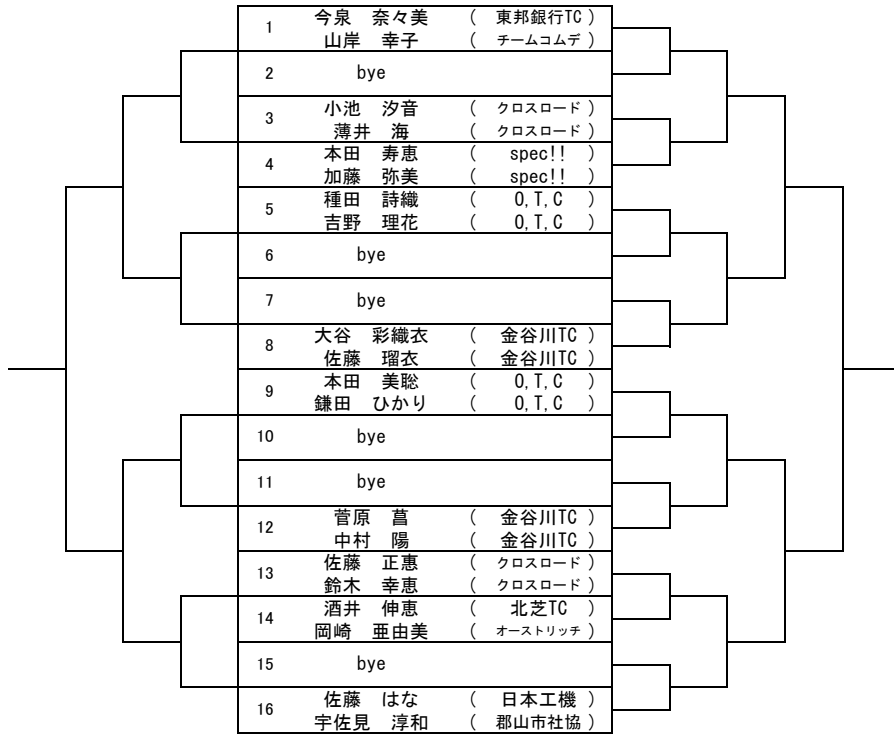 1 今泉 奈々美 ( 東邦銀行TC )
山岸 幸子 ( チームコムデ )
2 bye
3 小池 汐音 ( クロスロード )
薄井 海 ( クロスロード )
4 本田 寿恵 ( spec!! )
加藤 弥美 ( spec!! )
5 種田 詩織 ( O,T,C )
吉野 理花 ( O,T,C )
6 bye
7 bye
8 大谷 彩織衣 ( 金谷川TC )
佐藤 瑠衣 ( 金谷川TC )
9 本田 美聡 ( O,T,C )
鎌田 ひかり ( O,T,C )
10 bye
11 bye
12 菅原 菖 ( 金谷川TC )
中村 陽 ( 金谷川TC )
13 佐藤 正惠 ( クロスロード )
鈴木 幸恵 ( クロスロード )
14 酒井 伸恵 ( 北芝TC )
岡崎 亜由美 ( オーストリッチ )
15 bye
16 佐藤 はな ( 日本工機 )
宇佐見 淳和 ( 郡山市社協 )